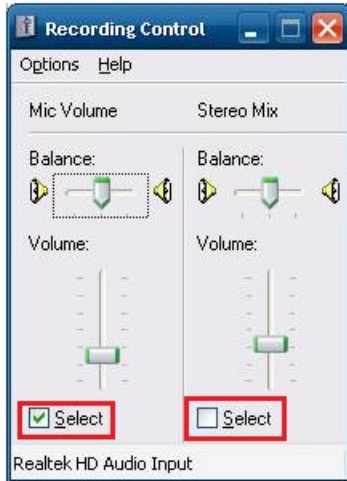 Recording Control
Options Help
Mic Volume
Stereo Mix
Balance:
Balance:
Volume:
Volume:
Select
Select
Realtek HD Audio Input